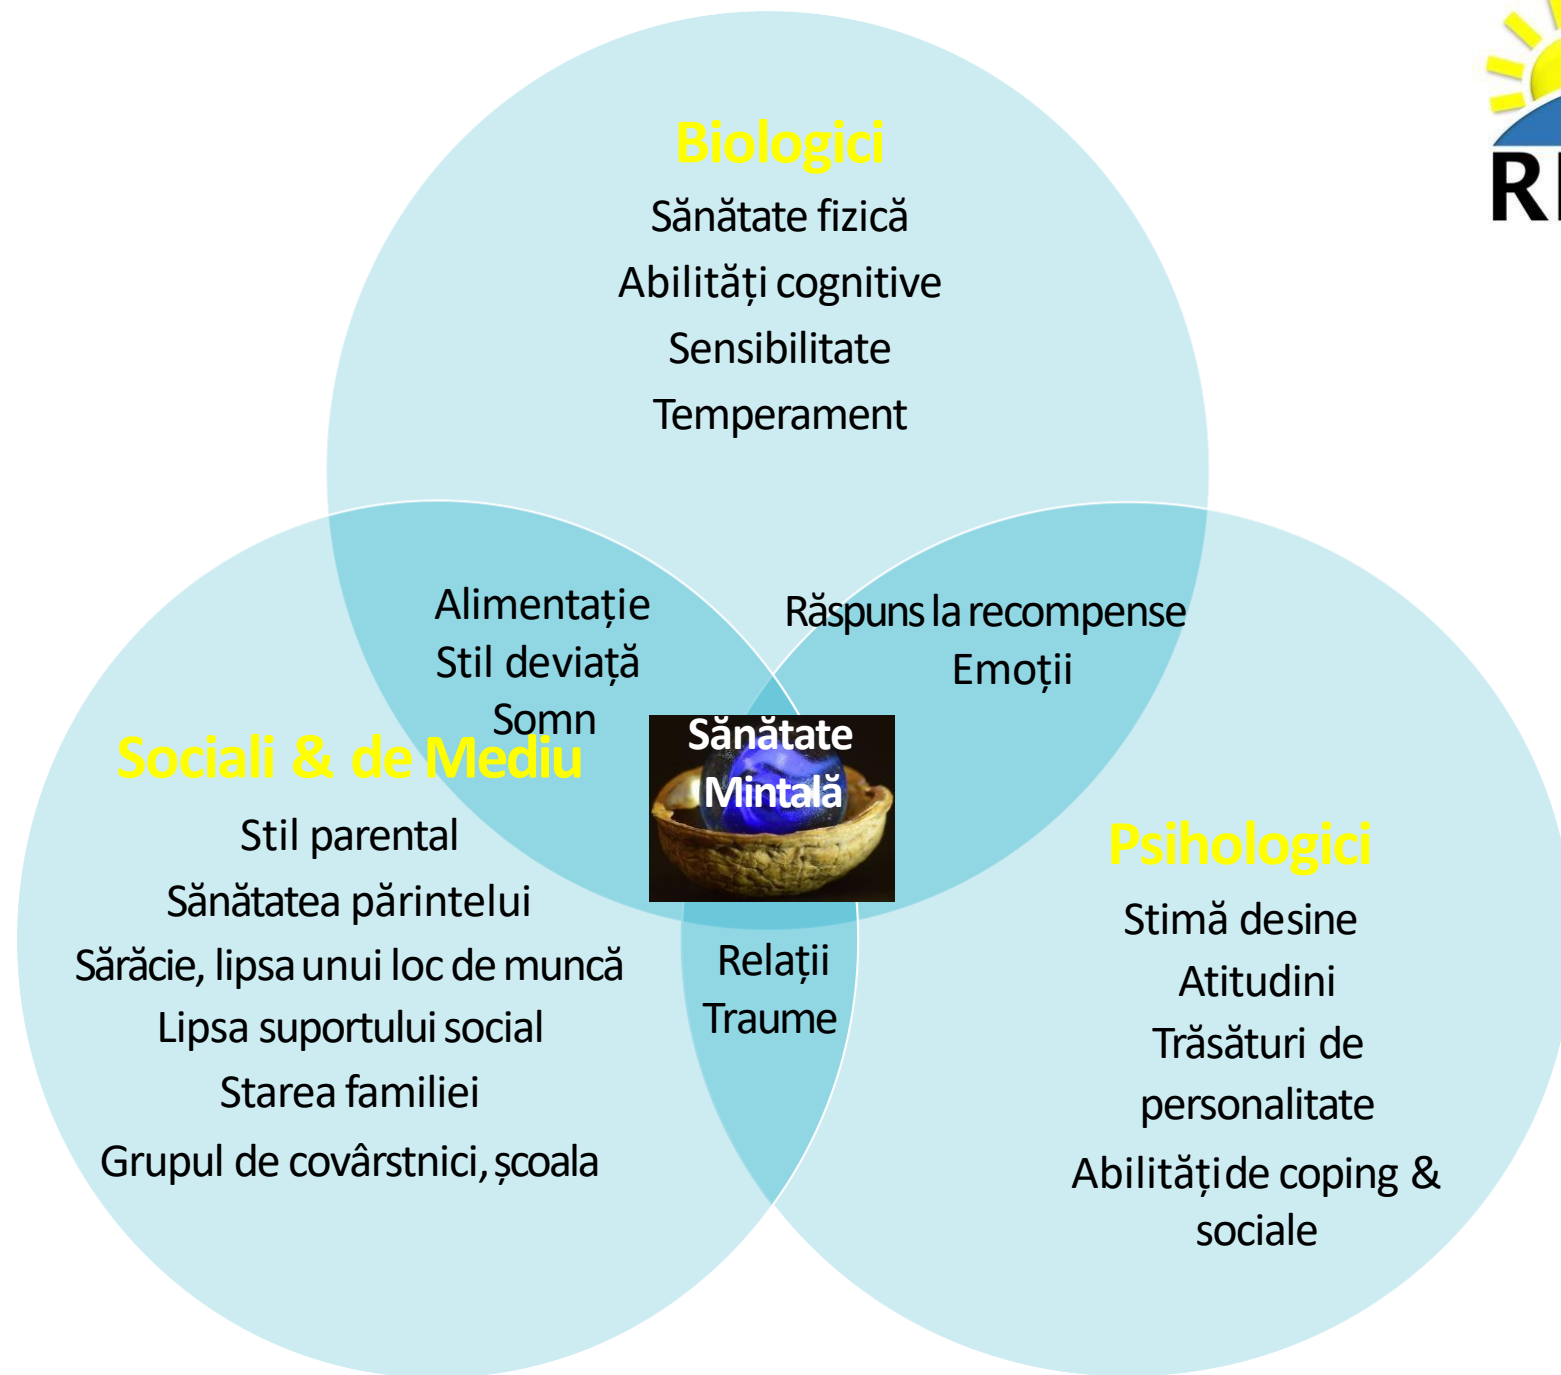 Biologici
Sănătate fizică
Abilități cognitive
Sensibilitate
Temperament
Alimentație
Stil deviață
Somn
Răspuns la recompense
Emoții
Sănătate
Mintală
Sociali & de Mediu
Stil parental
Sănătatea părintelui
Sărăcie, lipsa unui loc de muncă
Lipsa suportului social
Starea familiei
Grupul de covârstnici, școala
Relații
Traume
Psihologici
Stimă desine
Atitudini
Trăsături de
personalitate
Abilitățide coping &
sociale